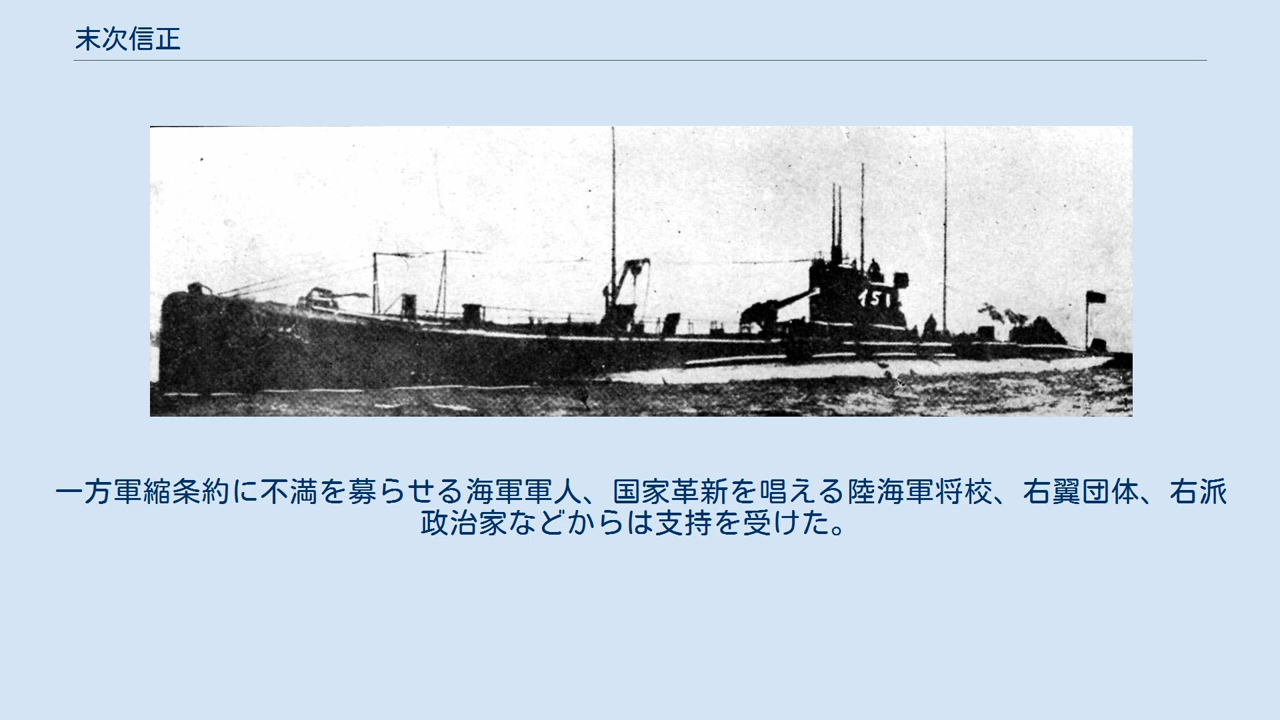 末次信正
一方軍縮条約に不満を募らせる海軍軍人、国家革新を唱える陸海軍将校、右翼団体、右派
政治家などからは支持を受けた。